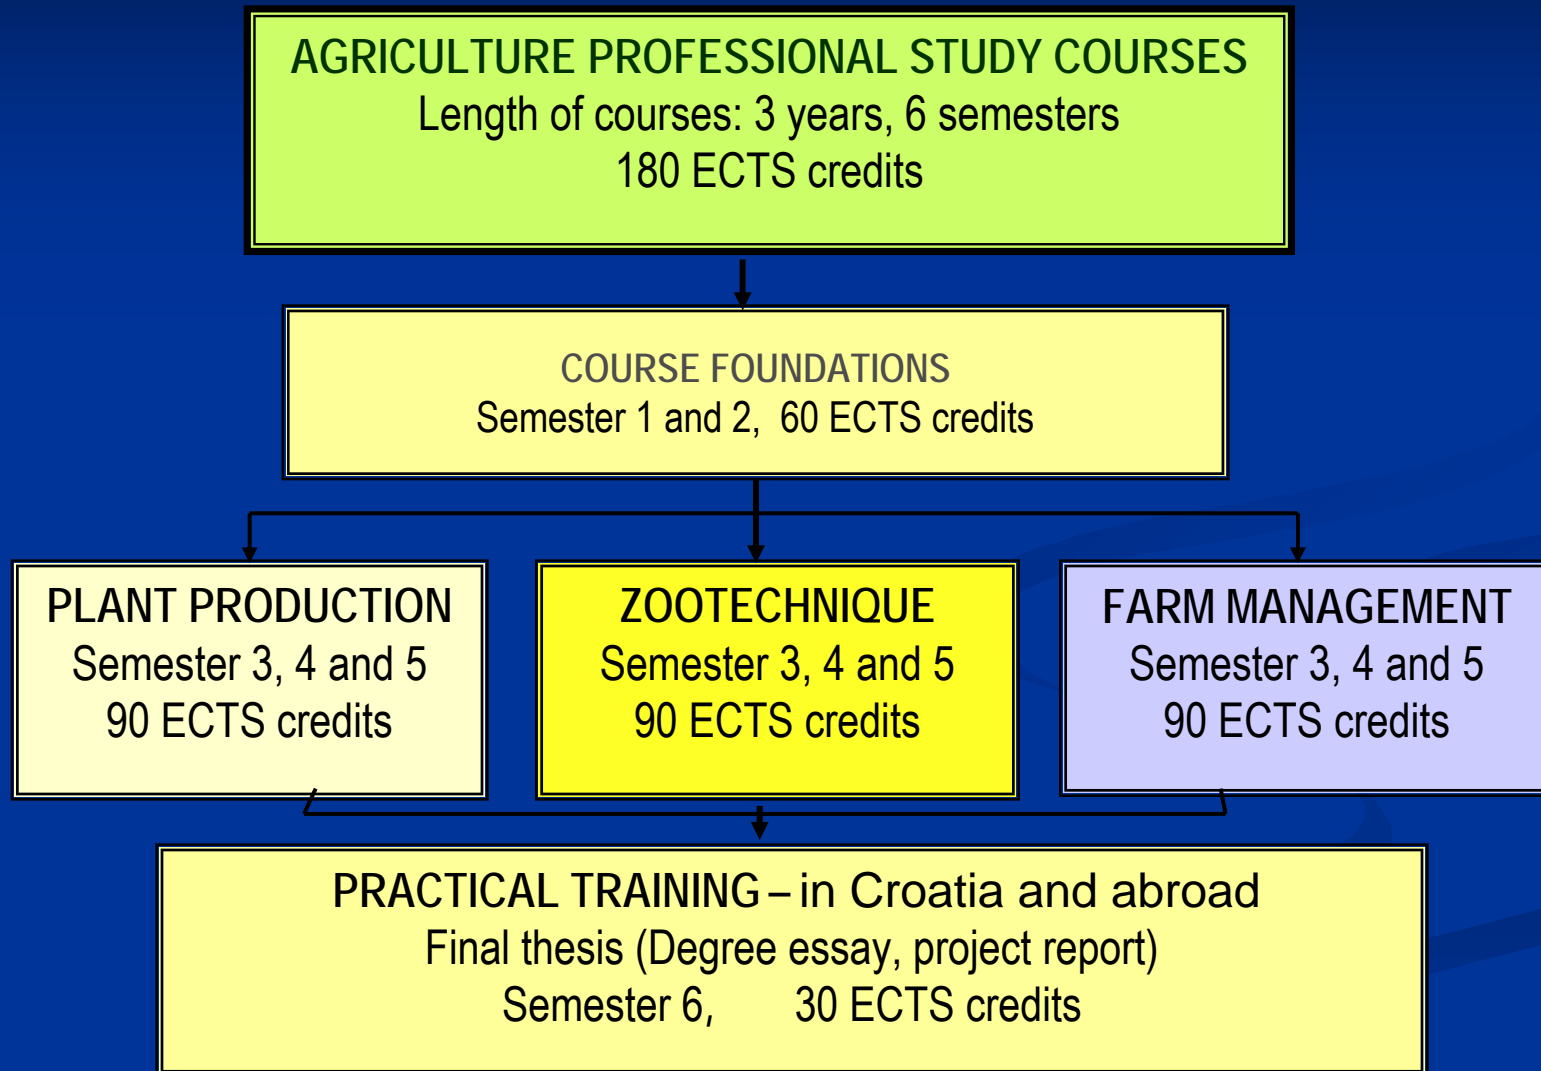 AGRICULTURE PROFESSIONAL STUDY COURSES
Length of courses: 3 years, 6 semesters
180 ECTS credits
COURSE FOUNDATIONS
Semester 1 and 2, 60 ECTS credits
PLANT PRODUCTION
Semester 3, 4 and 5
90 ECTS credits
ZOOTECHNIQUE
Semester 3, 4 and 5
90 ECTS credits
FARM MANAGEMENT
Semester 3, 4 and 5
90 ECTS credits
PRACTICAL TRAINING – in Croatia and abroad
Final thesis (Degree essay, project report)
Semester 6, 30 ECTS credits